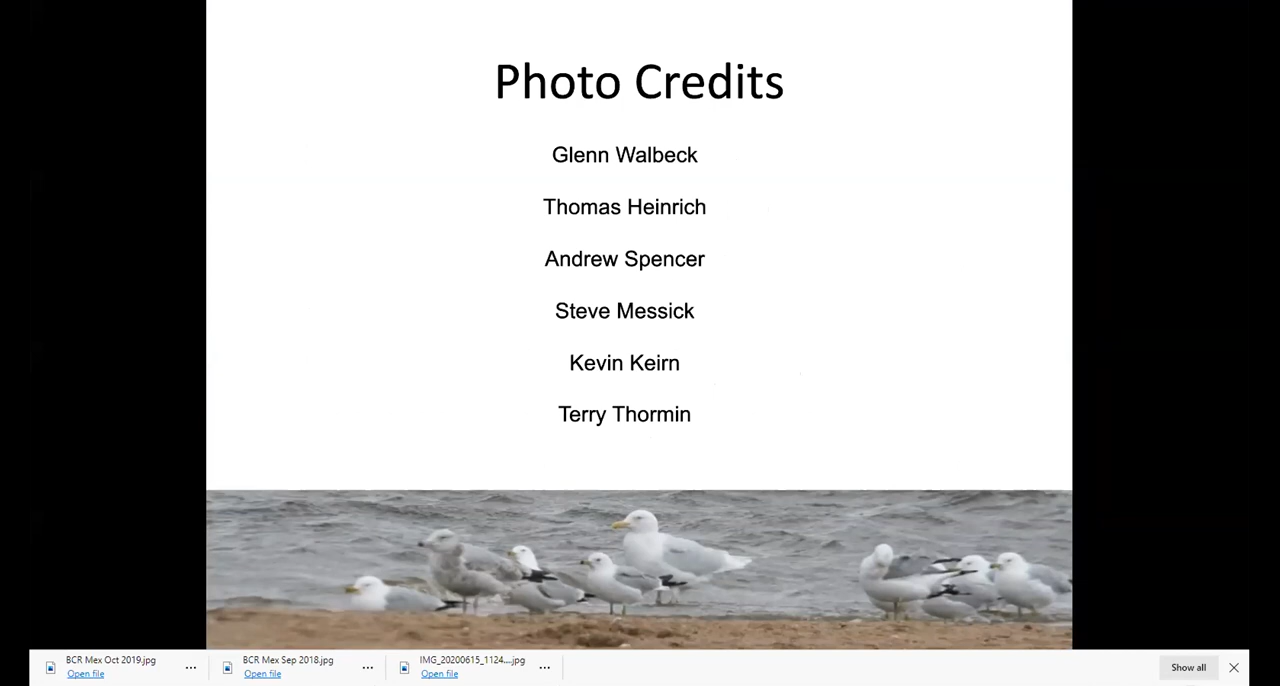 Photo Credits
Glenn Walbeck
Thomas Heinrich
Andrew Spencer
Steve Messick
Kevin Keirn
Terry Thormin
BCR Mex Oct 2019.jpg
Open file
BCR Mex Sep 2018.jpg
Open file
IMG_20200615_1124....jpg
Open file
Show all